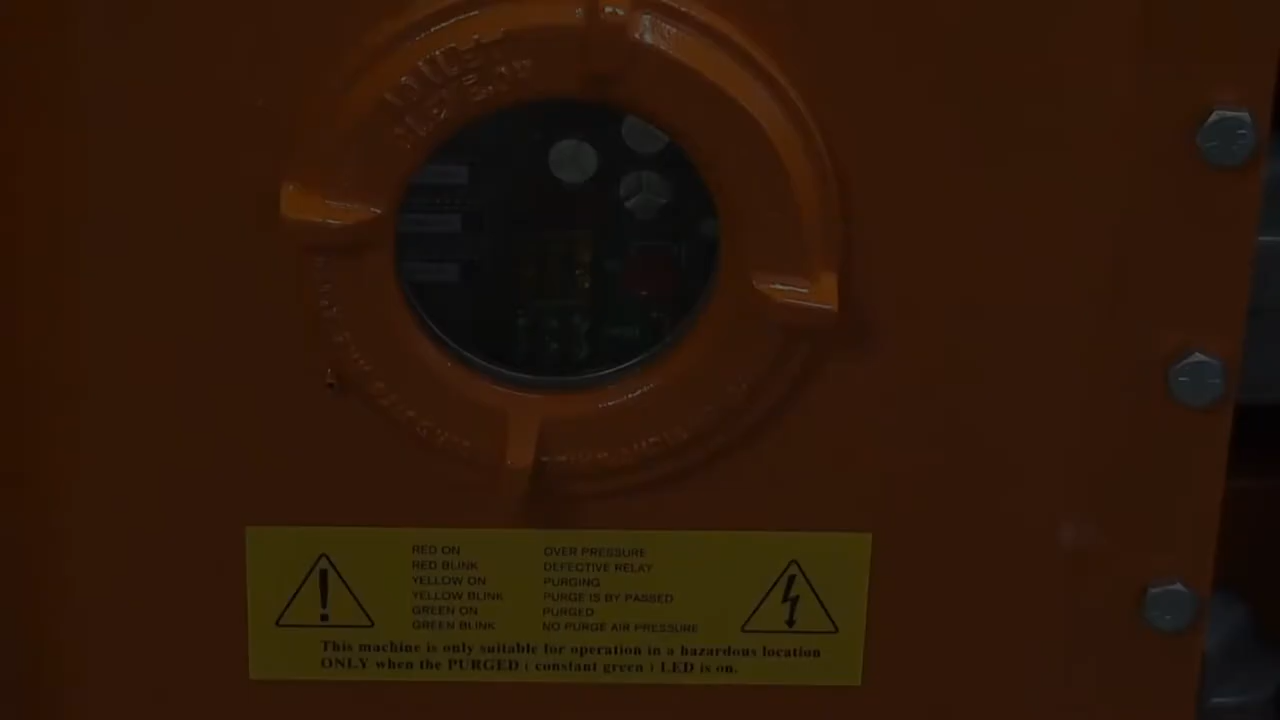 RED ON OVER PRESSURE
RED BLINK DEFECTIVE RELAY
YELLOW ON PURGING
YELLOW BLINK PURGE IS BY PASSED
GREEN ON PURGED
GREEN BLINK NO PURGE AIR PRESSURE
This machine is only suitable for operation in a hazardous location
ONLY when the PURGED ( constant green ) LED is on.